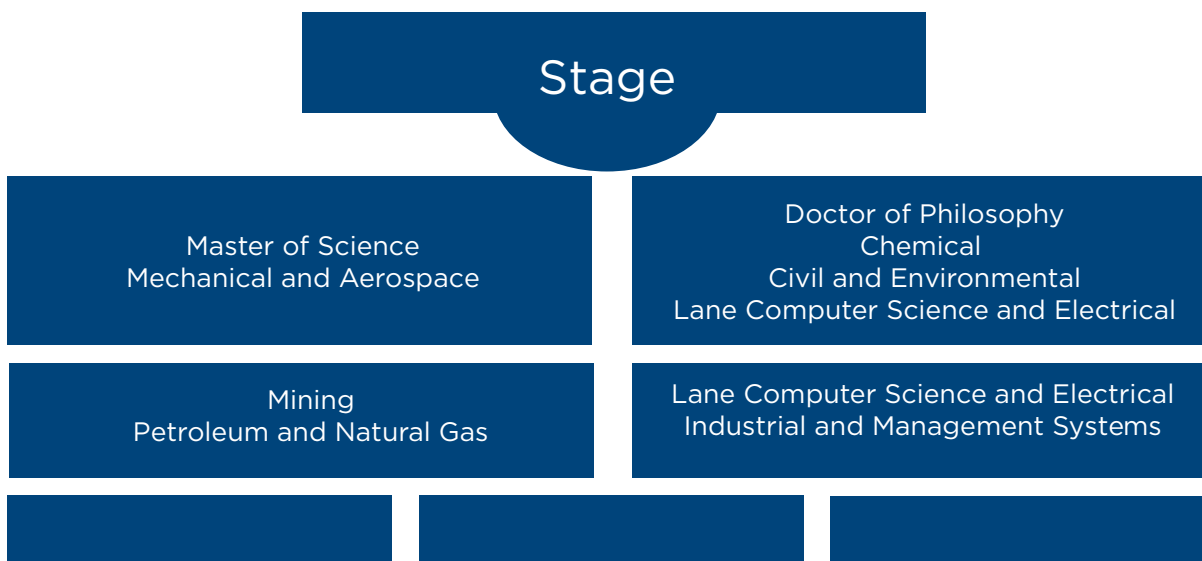 Stage
Master of Science
Mechanical and Aerospace
Doctor of Philosophy
Chemical
Civil and Environmental
Lane Computer Science and Electrical
Mining
Petroleum and Natural Gas
Lane Computer Science and Electrical
Industrial and Management Systems